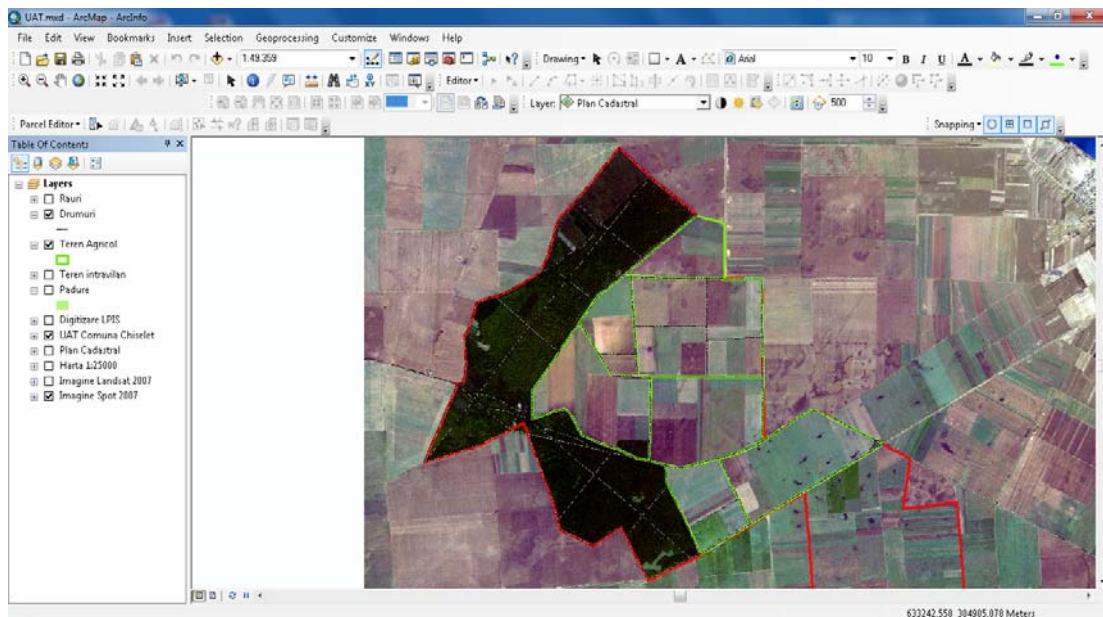 UAT.mxd - ArcMap - ArcInfo
File Edit View Bookmarks Insert Selection Geoprocessing Customize Windows Help
1:49.359 Drawing Arial 10 B I U A
Editor
Layer: Plan Cadastral 500
Parcel Editor Snapping
Table Of Contents
Layers
Rauri
Drumuri
Teren Agricol
Teren intravilan
Padure
Digitizare LPIS
UAT Comuna Chiselet
Plan Cadastral
Harta 1:25000
Imagine Landsat 2007
Imagine Spot 2007
633242.558 304905.078 Meters